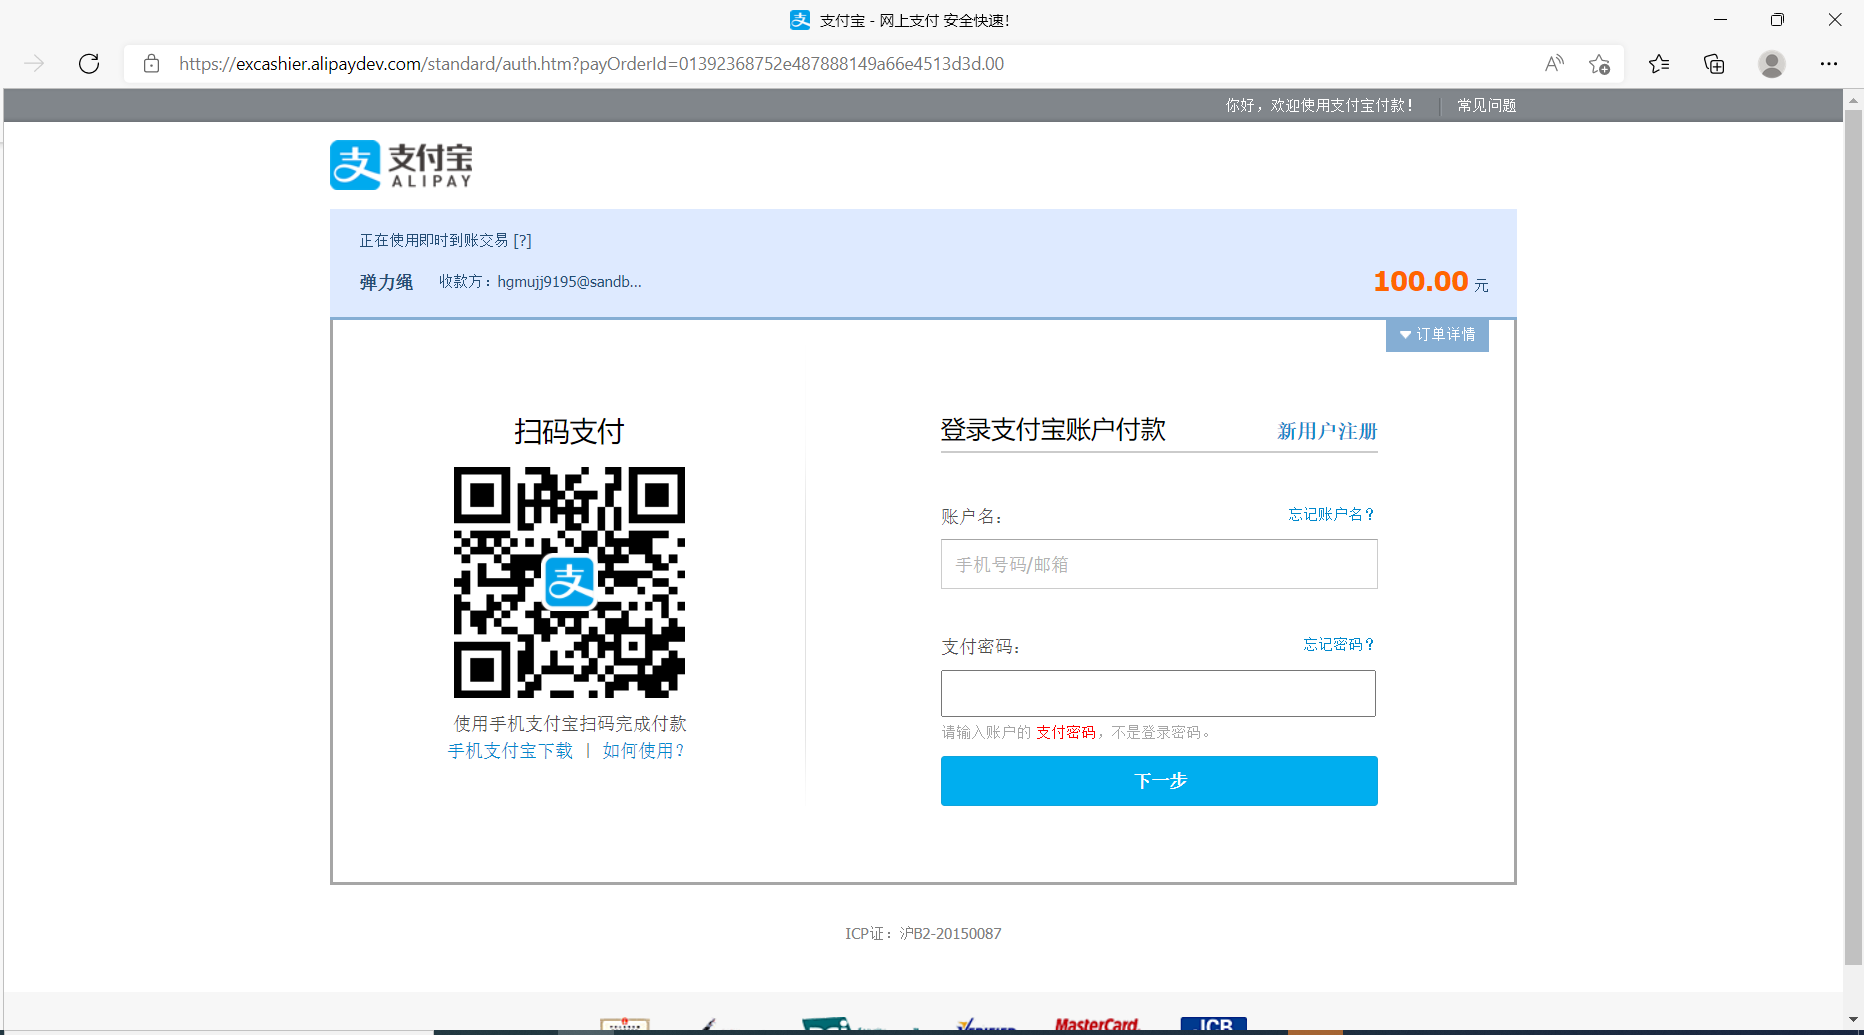 支付宝 - 网上支付 安全快速!
https://excashier.alipaydev.com/standard/auth.htm?payOrderId=01392368752e487888149a66e4513d3d.00
你好，欢迎使用支付宝付款！
常见问题
支付宝
ALIPAY
正在使用即时到账交易 [?]
弹力绳 收款方：hgmujj9195@sandb...
100.00 元
订单详情
扫码支付
支
使用手机支付宝扫码完成付款
手机支付宝下载 | 如何使用？
登录支付宝账户付款
新用户注册
账户名：
忘记账户名？
手机号码/邮箱
支付密码：
忘记密码？
请输入账户的 支付密码，不是登录密码。
下一步
ICP证：沪B2-20150087
MasterCard.
JCB